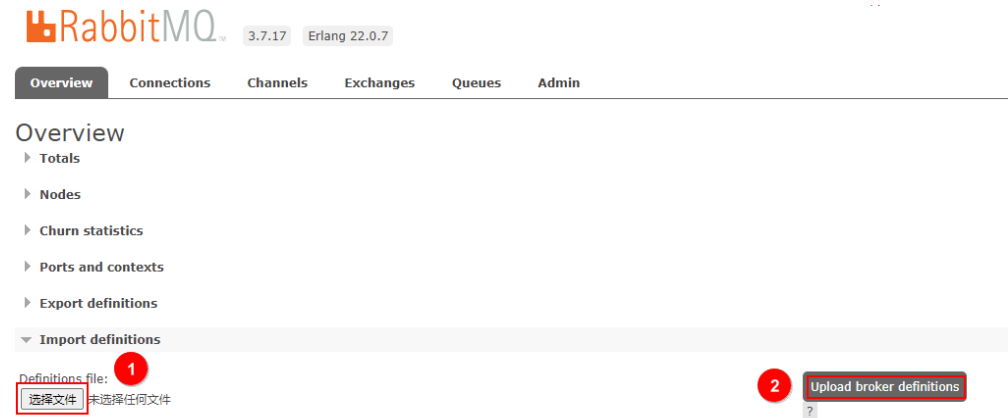 RabbitMQ TM 3.7.17 Erlang 22.0.7
Overview Connections Channels Exchanges Queues Admin
Overview
Totals
Nodes
Churn statistics
Ports and contexts
Export definitions
Import definitions
Definitions file:
1
选择文件 未选择任何文件
2 Upload broker definitions
?